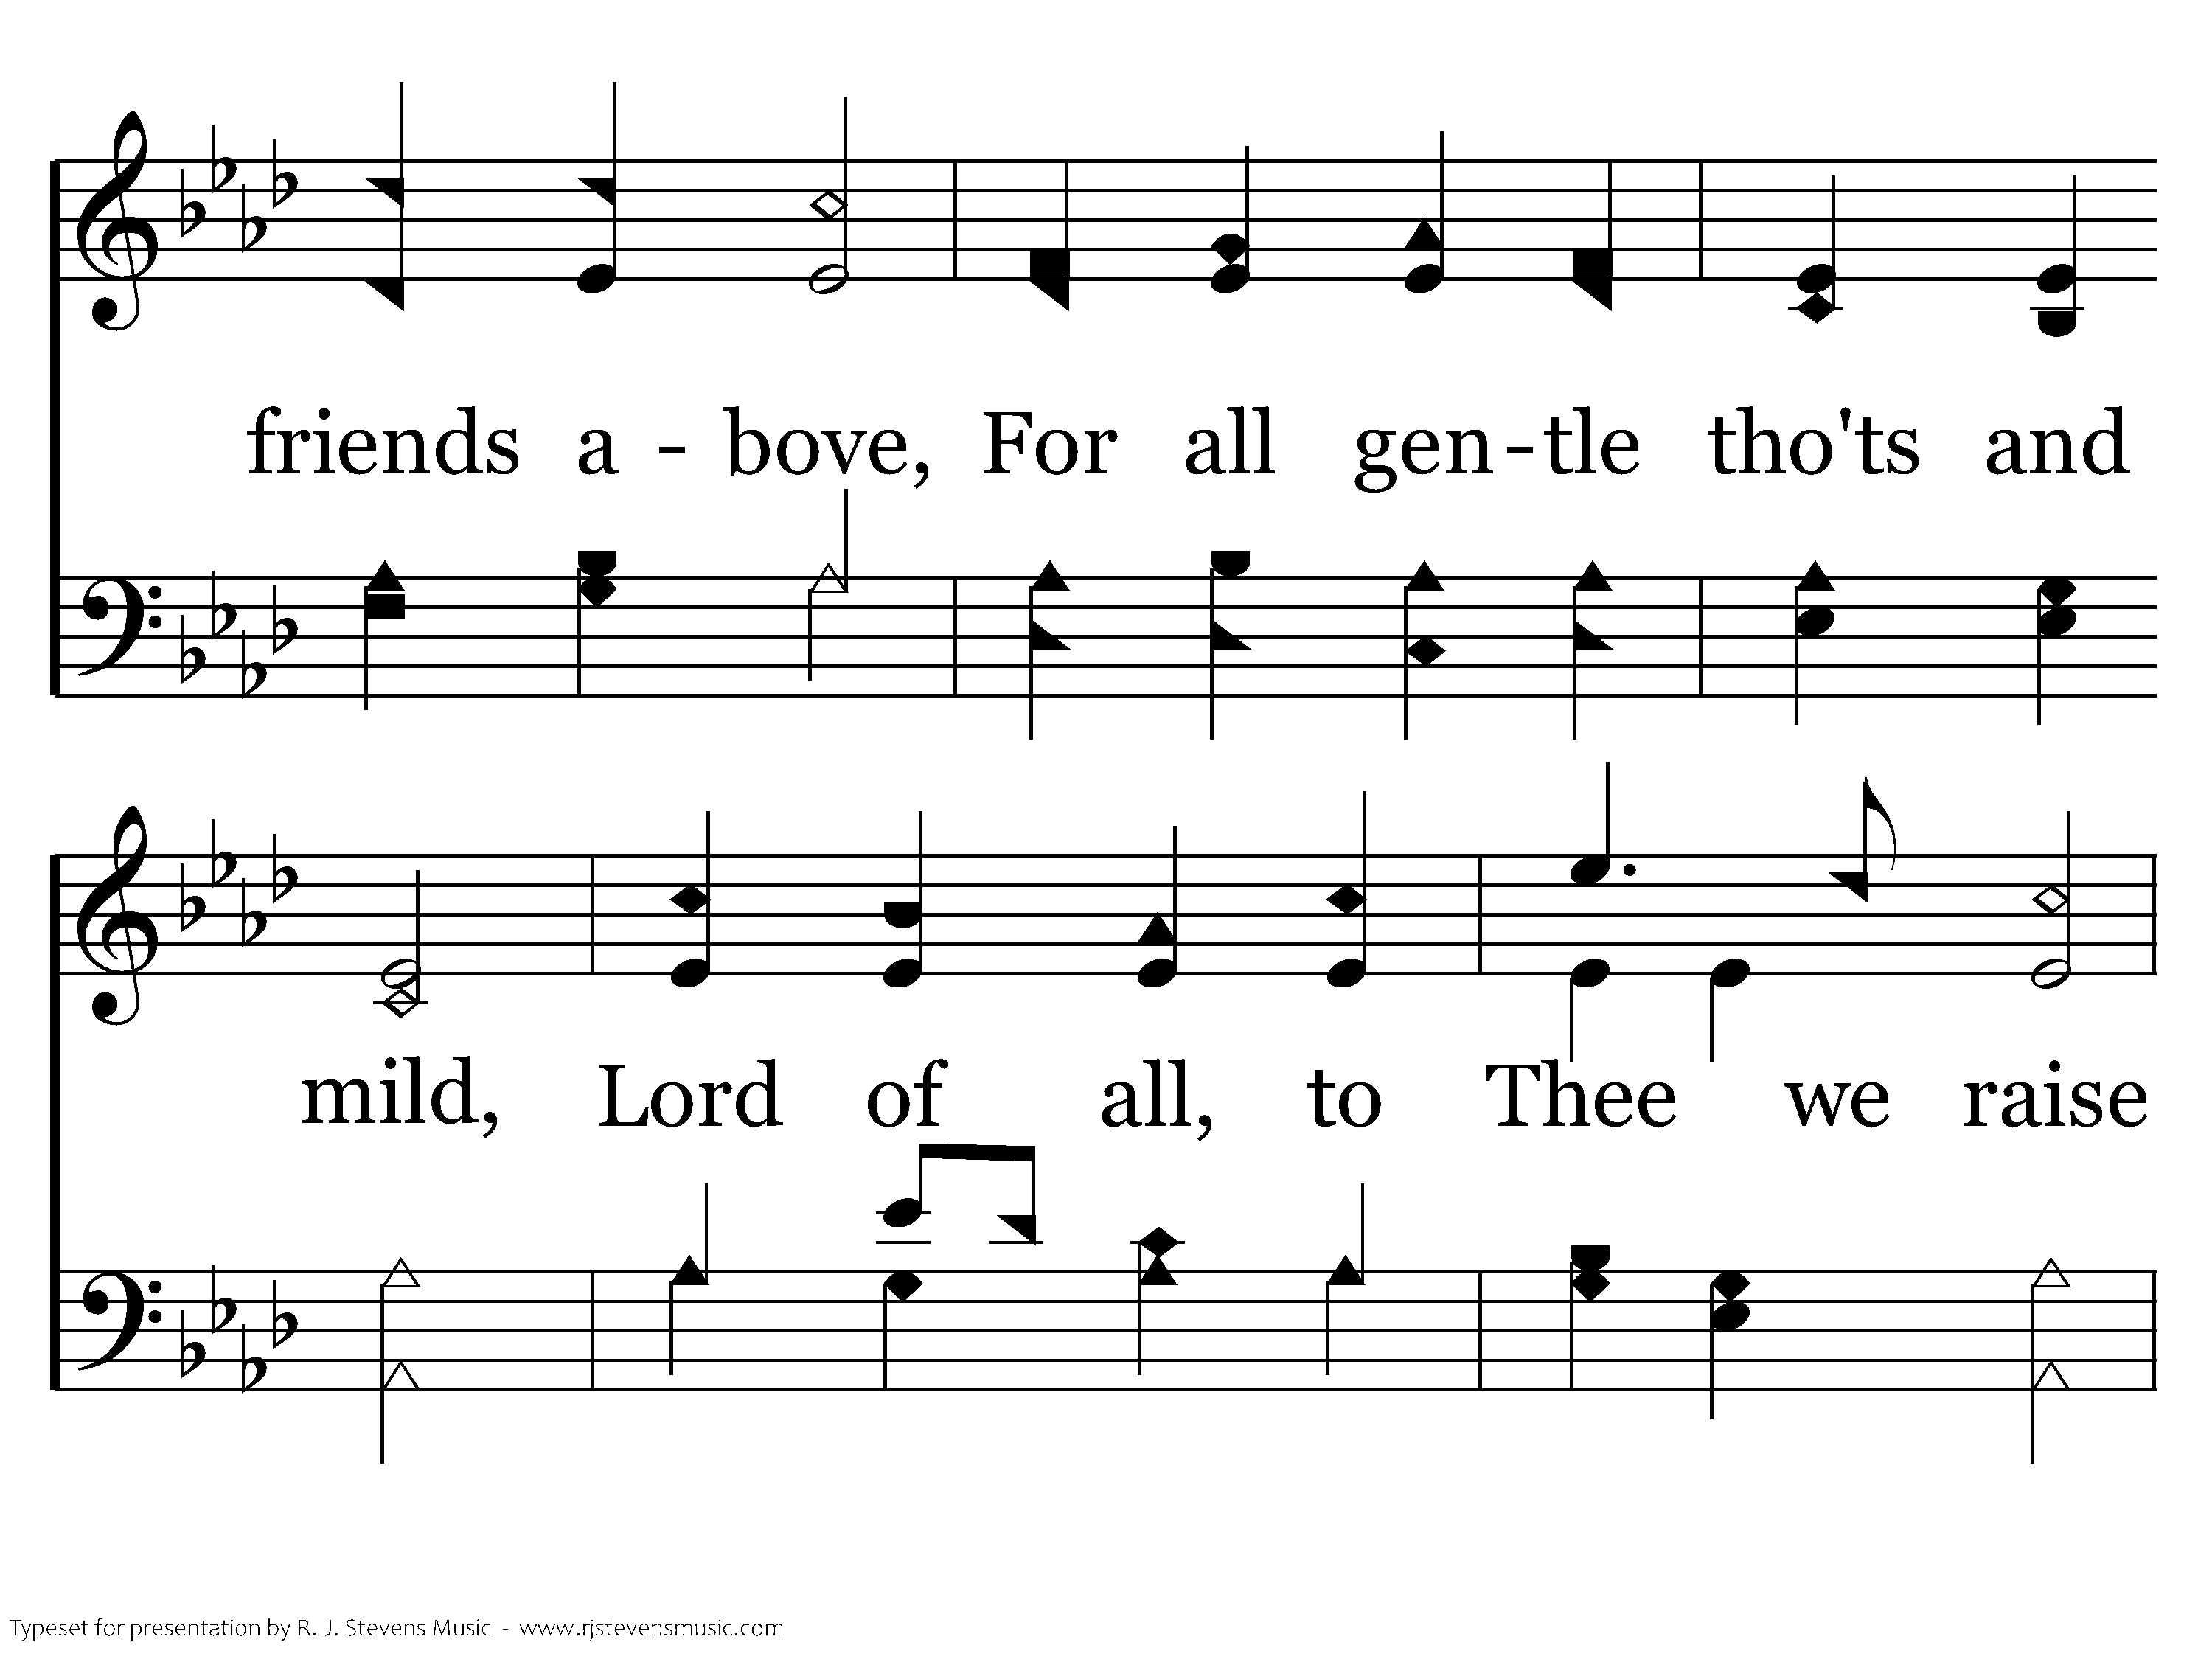 friends a - bove, For all gen - tle tho'ts and
mild, Lord of all, to Thee we raise
Typeset for presentation by R. J. Stevens Music - www.rjstevensmusic.com